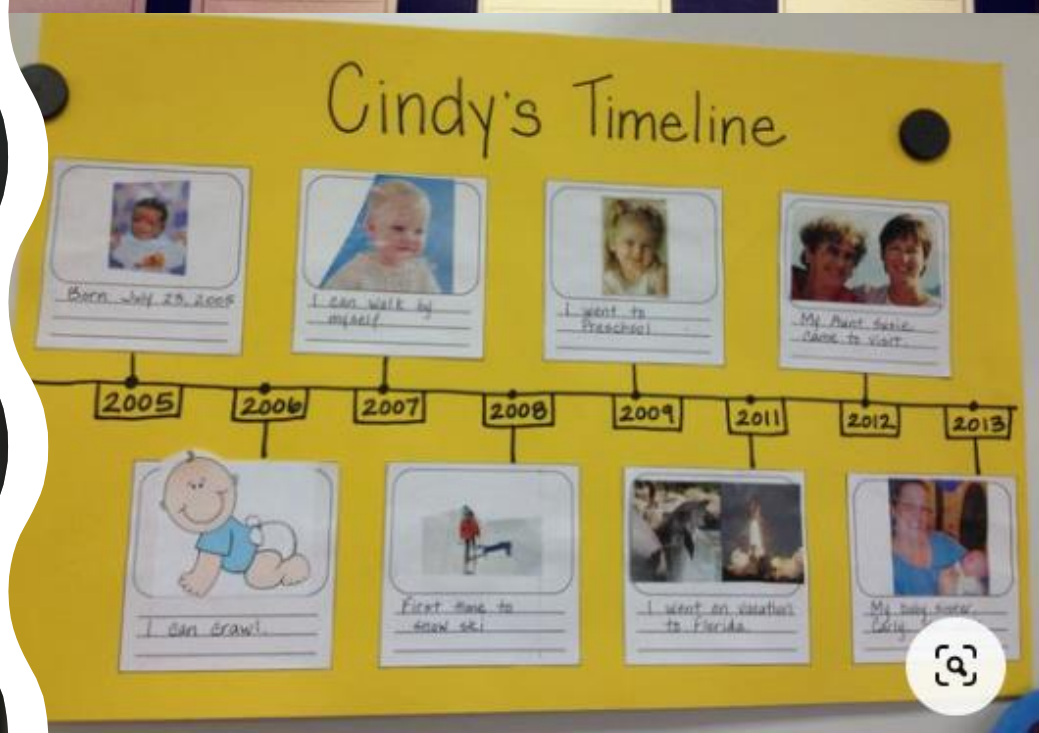 Cindy's Timeline
Born July 23, 2005
I can walk by
myself.
I went to
Preschool
My Aunt Susie
came to visit.
2005
2006
2007
2008
2009
2011
2012
2013
I can crawl.
First time to
snow ski
I went on vacation
to Florida.
My baby sister,
Carly